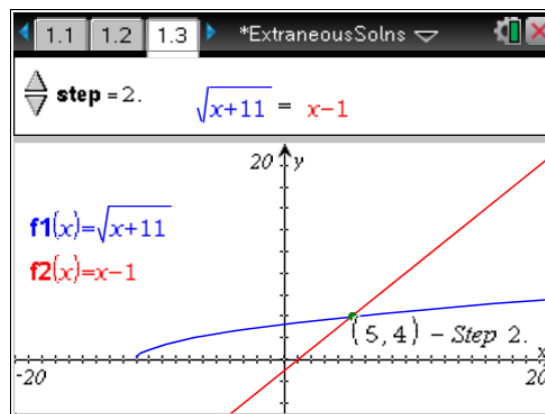 1.1 1.2 1.3 *ExtraneousSolns
step = 2. √x+11 = x-1
20 y
f1(x)=√x+11
f2(x)=x-1
(5,4) - Step 2.
x
-20 20